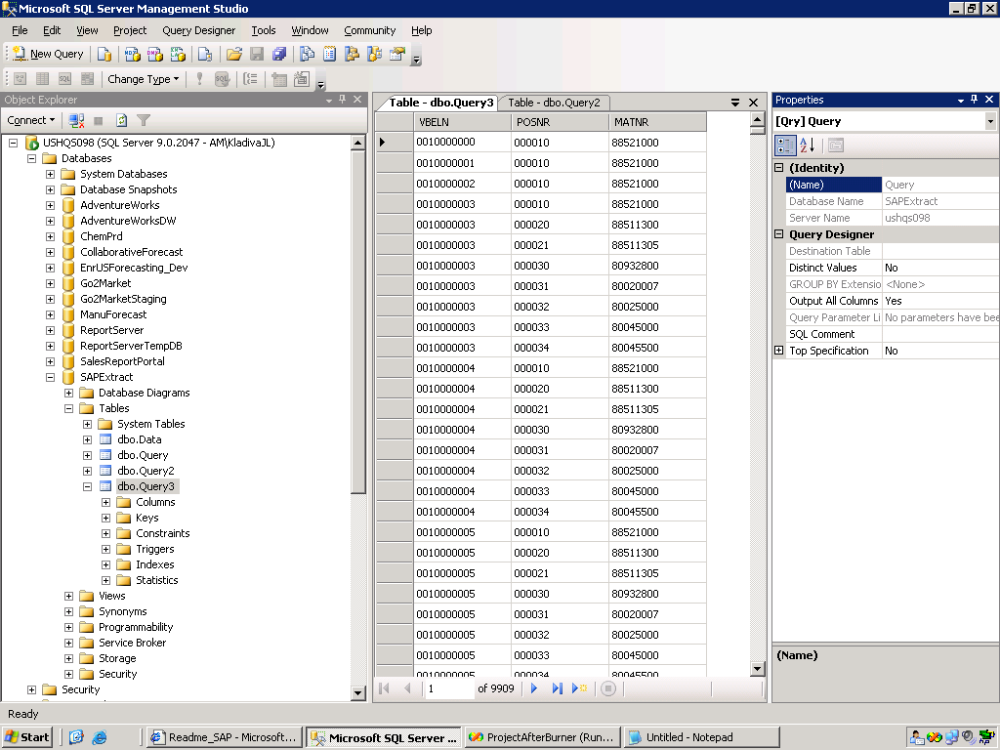 Microsoft SQL Server Management Studio
File Edit View Project Query Designer Tools Window Community Help
New Query
Change Type
Object Explorer
Connect
USHQS098 (SQL Server 9.0.2047 - AM\KladivaJL)
Databases
System Databases
Database Snapshots
AdventureWorks
AdventureWorksDW
ChemPrd
CollaborativeForecast
EnrUSForecasting_Dev
Go2Market
Go2MarketStaging
ManuForecast
ReportServer
ReportServerTempDB
SalesReportPortal
SAPExtract
Database Diagrams
Tables
System Tables
dbo.Data
dbo.Query
dbo.Query2
dbo.Query3
Columns
Keys
Constraints
Triggers
Indexes
Statistics
Views
Synonyms
Programmability
Service Broker
Storage
Security
Security
Table - dbo.Query3 Table - dbo.Query2
VBELN POSNR MATNR
0010000000 000010 88521000
0010000001 000010 88521000
0010000002 000010 88521000
0010000003 000010 88521000
0010000003 000020 88511300
0010000003 000021 88511305
0010000003 000030 80932800
0010000003 000031 80020007
0010000003 000032 80025000
0010000003 000033 80045000
0010000003 000034 80045500
0010000004 000010 88521000
0010000004 000020 88511300
0010000004 000021 88511305
0010000004 000030 80932800
0010000004 000031 80020007
0010000004 000032 80025000
0010000004 000033 80045000
0010000004 000034 80045500
0010000005 000010 88521000
0010000005 000020 88511300
0010000005 000021 88511305
0010000005 000030 80932800
0010000005 000031 80020007
0010000005 000032 80025000
0010000005 000033 80045000
0010000005 000034 80045500
1 of 9909
Properties
[Qry] Query
(Identity)
(Name) Query
Database Name SAPExtract
Server Name ushqs098
Query Designer
Destination Table
Distinct Values No
GROUP BY Extensio <None>
Output All Columns Yes
Query Parameter Li No parameters have bee
SQL Comment
Top Specification No
(Name)
Ready
Start Readme_SAP - Microsoft... Microsoft SQL Server ... ProjectAfterBurner (Run... Untitled - Notepad